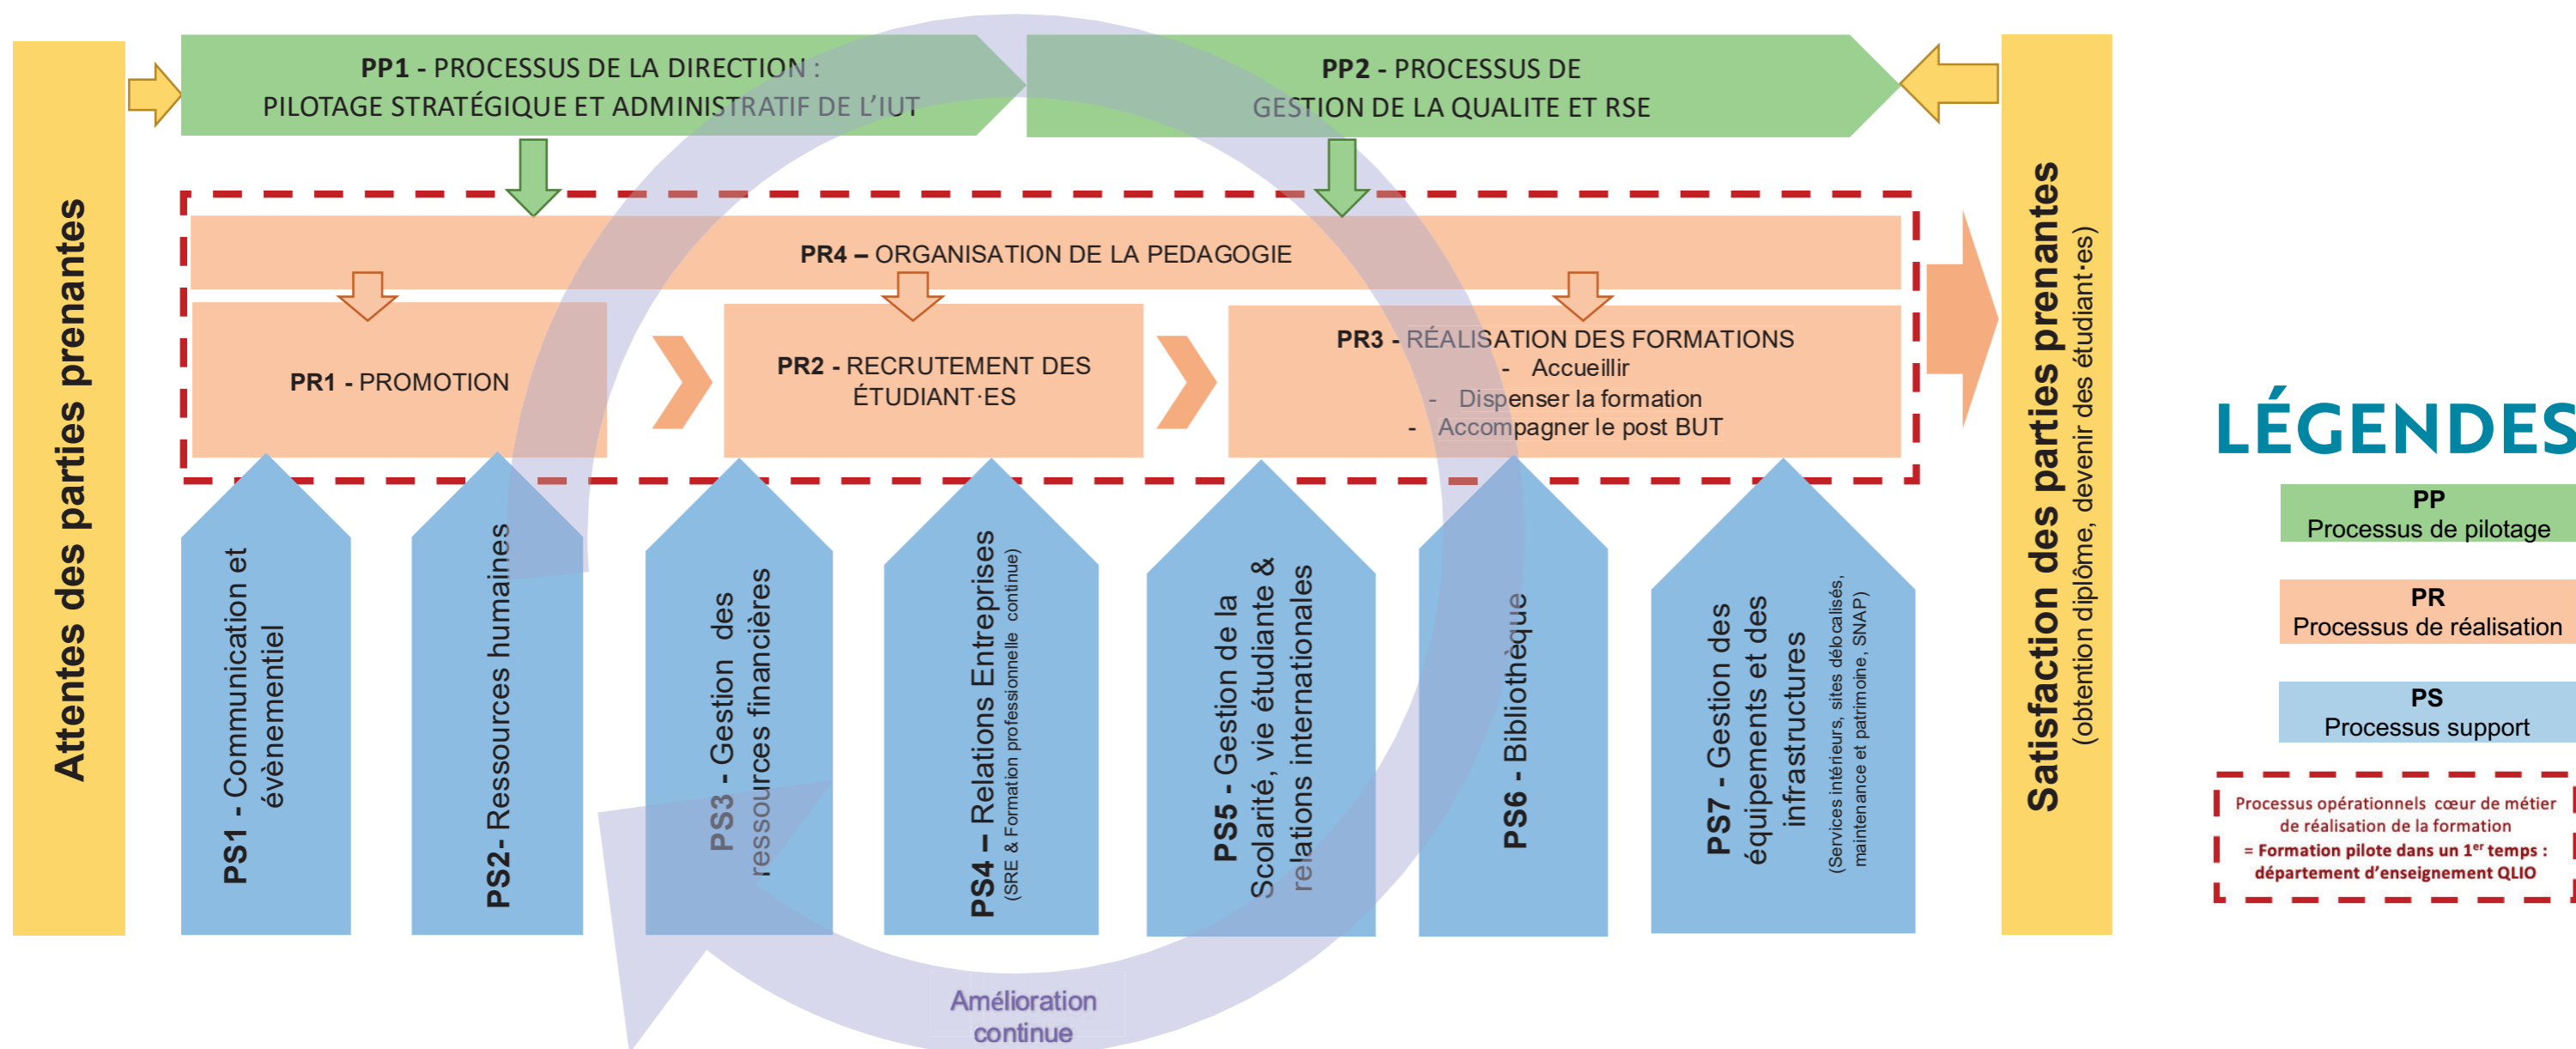 Attentes des parties prenantes
PP1 - PROCESSUS DE LA DIRECTION :
PILOTAGE STRATÉGIQUE ET ADMINISTRATIF DE L’IUT
PP2 - PROCESSUS DE
GESTION DE LA QUALITE ET RSE
PR4 – ORGANISATION DE LA PEDAGOGIE
PR1 - PROMOTION
PR2 - RECRUTEMENT DES
ÉTUDIANT·ES
PR3 - RÉALISATION DES FORMATIONS
- Accueillir
- Dispenser la formation
- Accompagner le post BUT
PS1 - Communication et
évènementiel
PS2- Ressources humaines
PS3 - Gestion des
ressources financières
PS4 – Relations Entreprises
(SRE & Formation professionnelle continue)
PS5 - Gestion de la
Scolarité, vie étudiante &
relations internationales
PS6 - Bibliothèque
PS7 - Gestion des
équipements et des
infrastructures
(Services intérieurs, sites délocalisés,
maintenance et patrimoine, SNAP)
Amélioration
continue
Satisfaction des parties prenantes
(obtention diplôme, devenir des étudiant·es)
LÉGENDES
PP
Processus de pilotage
PR
Processus de réalisation
PS
Processus support
Processus opérationnels cœur de métier
de réalisation de la formation
= Formation pilote dans un 1er temps :
département d’enseignement QLIO